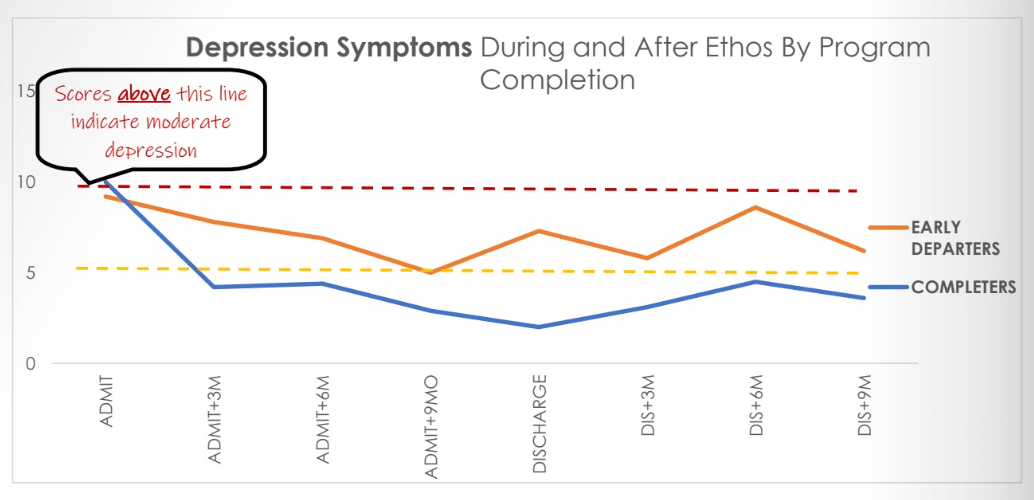 Depression Symptoms During and After Ethos By Program
Completion
15
Scores above this line
indicate moderate
depression
10
5
0
EARLY
DEPARTERS
COMPLETERS
ADMIT
ADMIT+3M
ADMIT+6M
ADMIT+9MO
DISCHARGE
DIS+3M
DIS+6M
DIS+9M